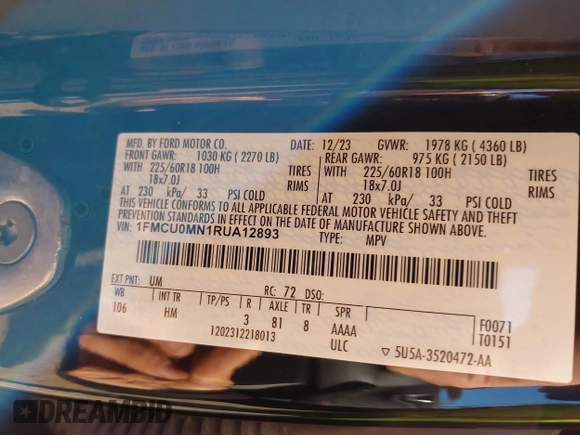 MFD. BY FORD MOTOR CO. DATE: 12/23 GVWR: 1978 KG ( 4360 LB)
FRONT GAWR: 1030 KG ( 2270 LB) REAR GAWR: 975 KG ( 2150 LB)
WITH 225/60R18 100H TIRES WITH 225/60R18 100H TIRES
18x7.0J RIMS 18x7.0J RIMS
AT 230 kPa/ 33 PSI COLD AT 230 kPa/ 33 PSI COLD
THIS VEHICLE CONFORMS TO ALL APPLICABLE FEDERAL MOTOR VEHICLE SAFETY AND THEFT
PREVENTION STANDARDS IN EFFECT ON THE DATE OF MANUFACTURE SHOWN ABOVE.
VIN: 1FMCU0MN1RUA12893 TYPE: MPV
EXT PNT: UM RC: 72 DSO:
WB INT TR TP/PS R AXLE TR SPR
106 HM 3 81 8 AAAA F0071
ULC T0151
1202312218013 5U5A-3520472-AA
DREAMBID